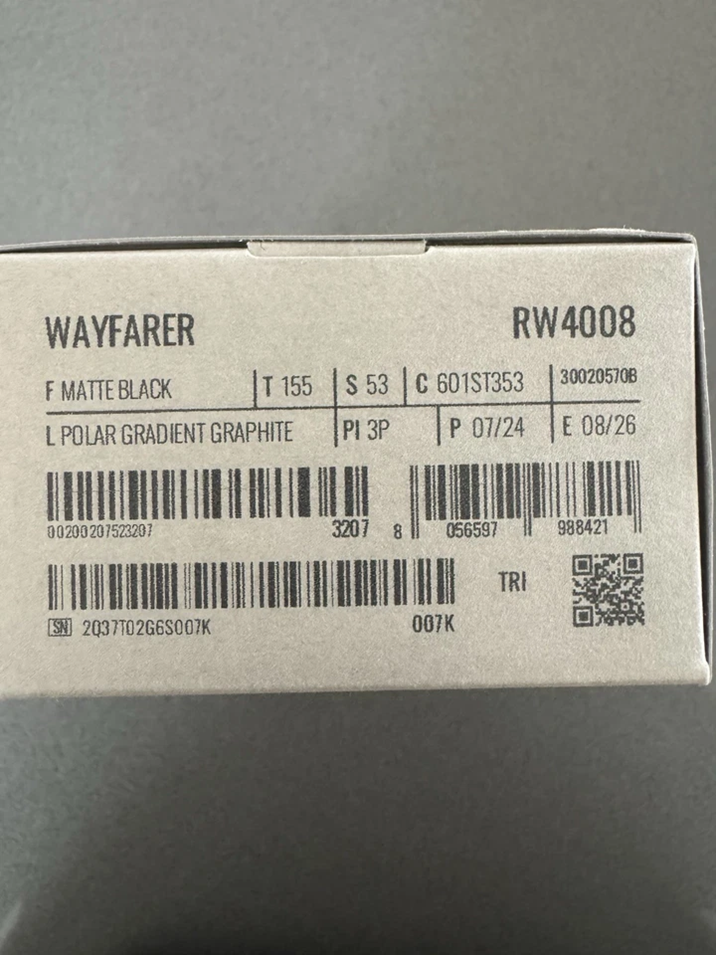 WAYFARER RW4008
F MATTE BLACK T 155 S 53 C 601ST353 30020570B
L POLAR GRADIENT GRAPHITE PI 3P P 07/24 E 08/26
00200207523207 3207 8 056597 988421
TRI
SN 2Q37T02G6S007K 007K